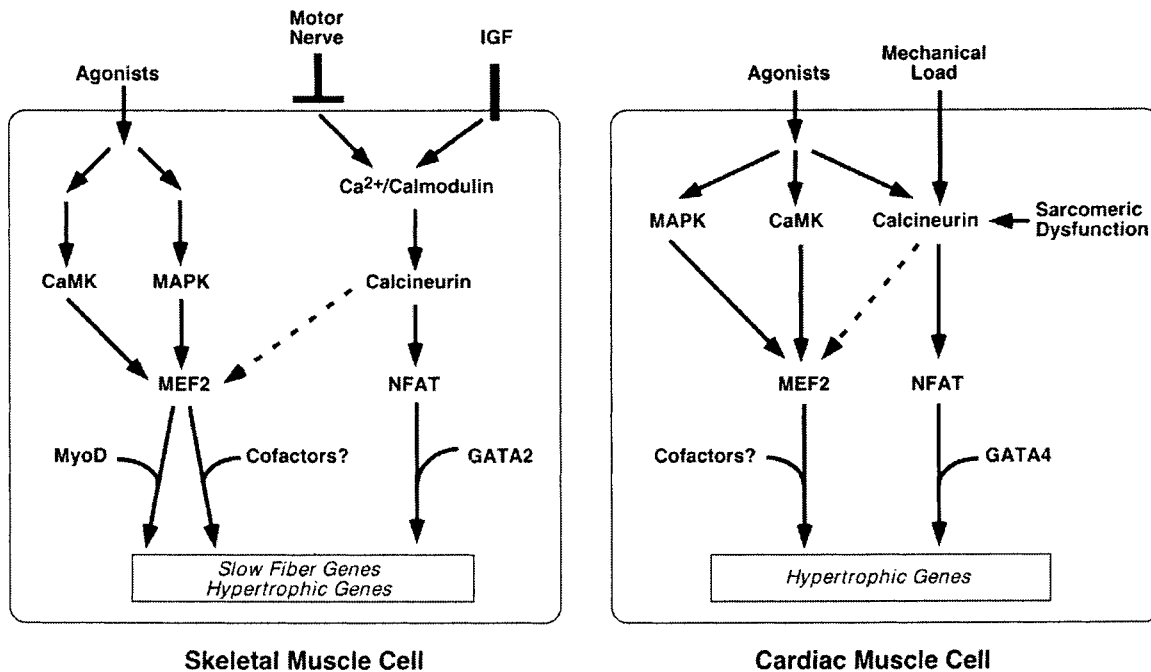 Motor
Nerve
IGF
Agonists
Ca2+/Calmodulin
CaMK
MAPK
Calcineurin
MEF2
NFAT
MyoD
Cofactors?
GATA2
Slow Fiber Genes
Hypertrophic Genes
Skeletal Muscle Cell
Mechanical
Load
Agonists
MAPK
CaMK
Calcineurin
Sarcomeric
Dysfunction
MEF2
NFAT
Cofactors?
GATA4
Hypertrophic Genes
Cardiac Muscle Cell